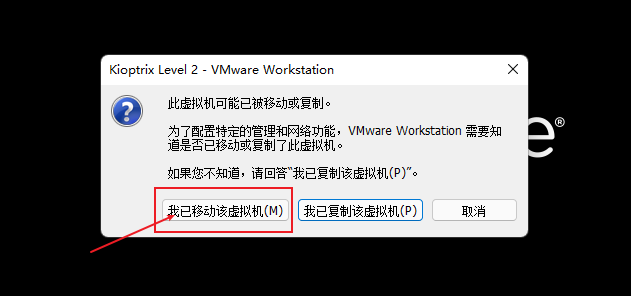 Kioptrix Level 2 - VMware Workstation
此虚拟机可能已被移动或复制。
为了配置特定的管理和网络功能，VMware Workstation 需要知
道是否已移动或复制了此虚拟机。
如果您不知道，请回答“我已复制该虚拟机(P)”。
我已移动该虚拟机(M)
我已复制该虚拟机(P)
取消
e®